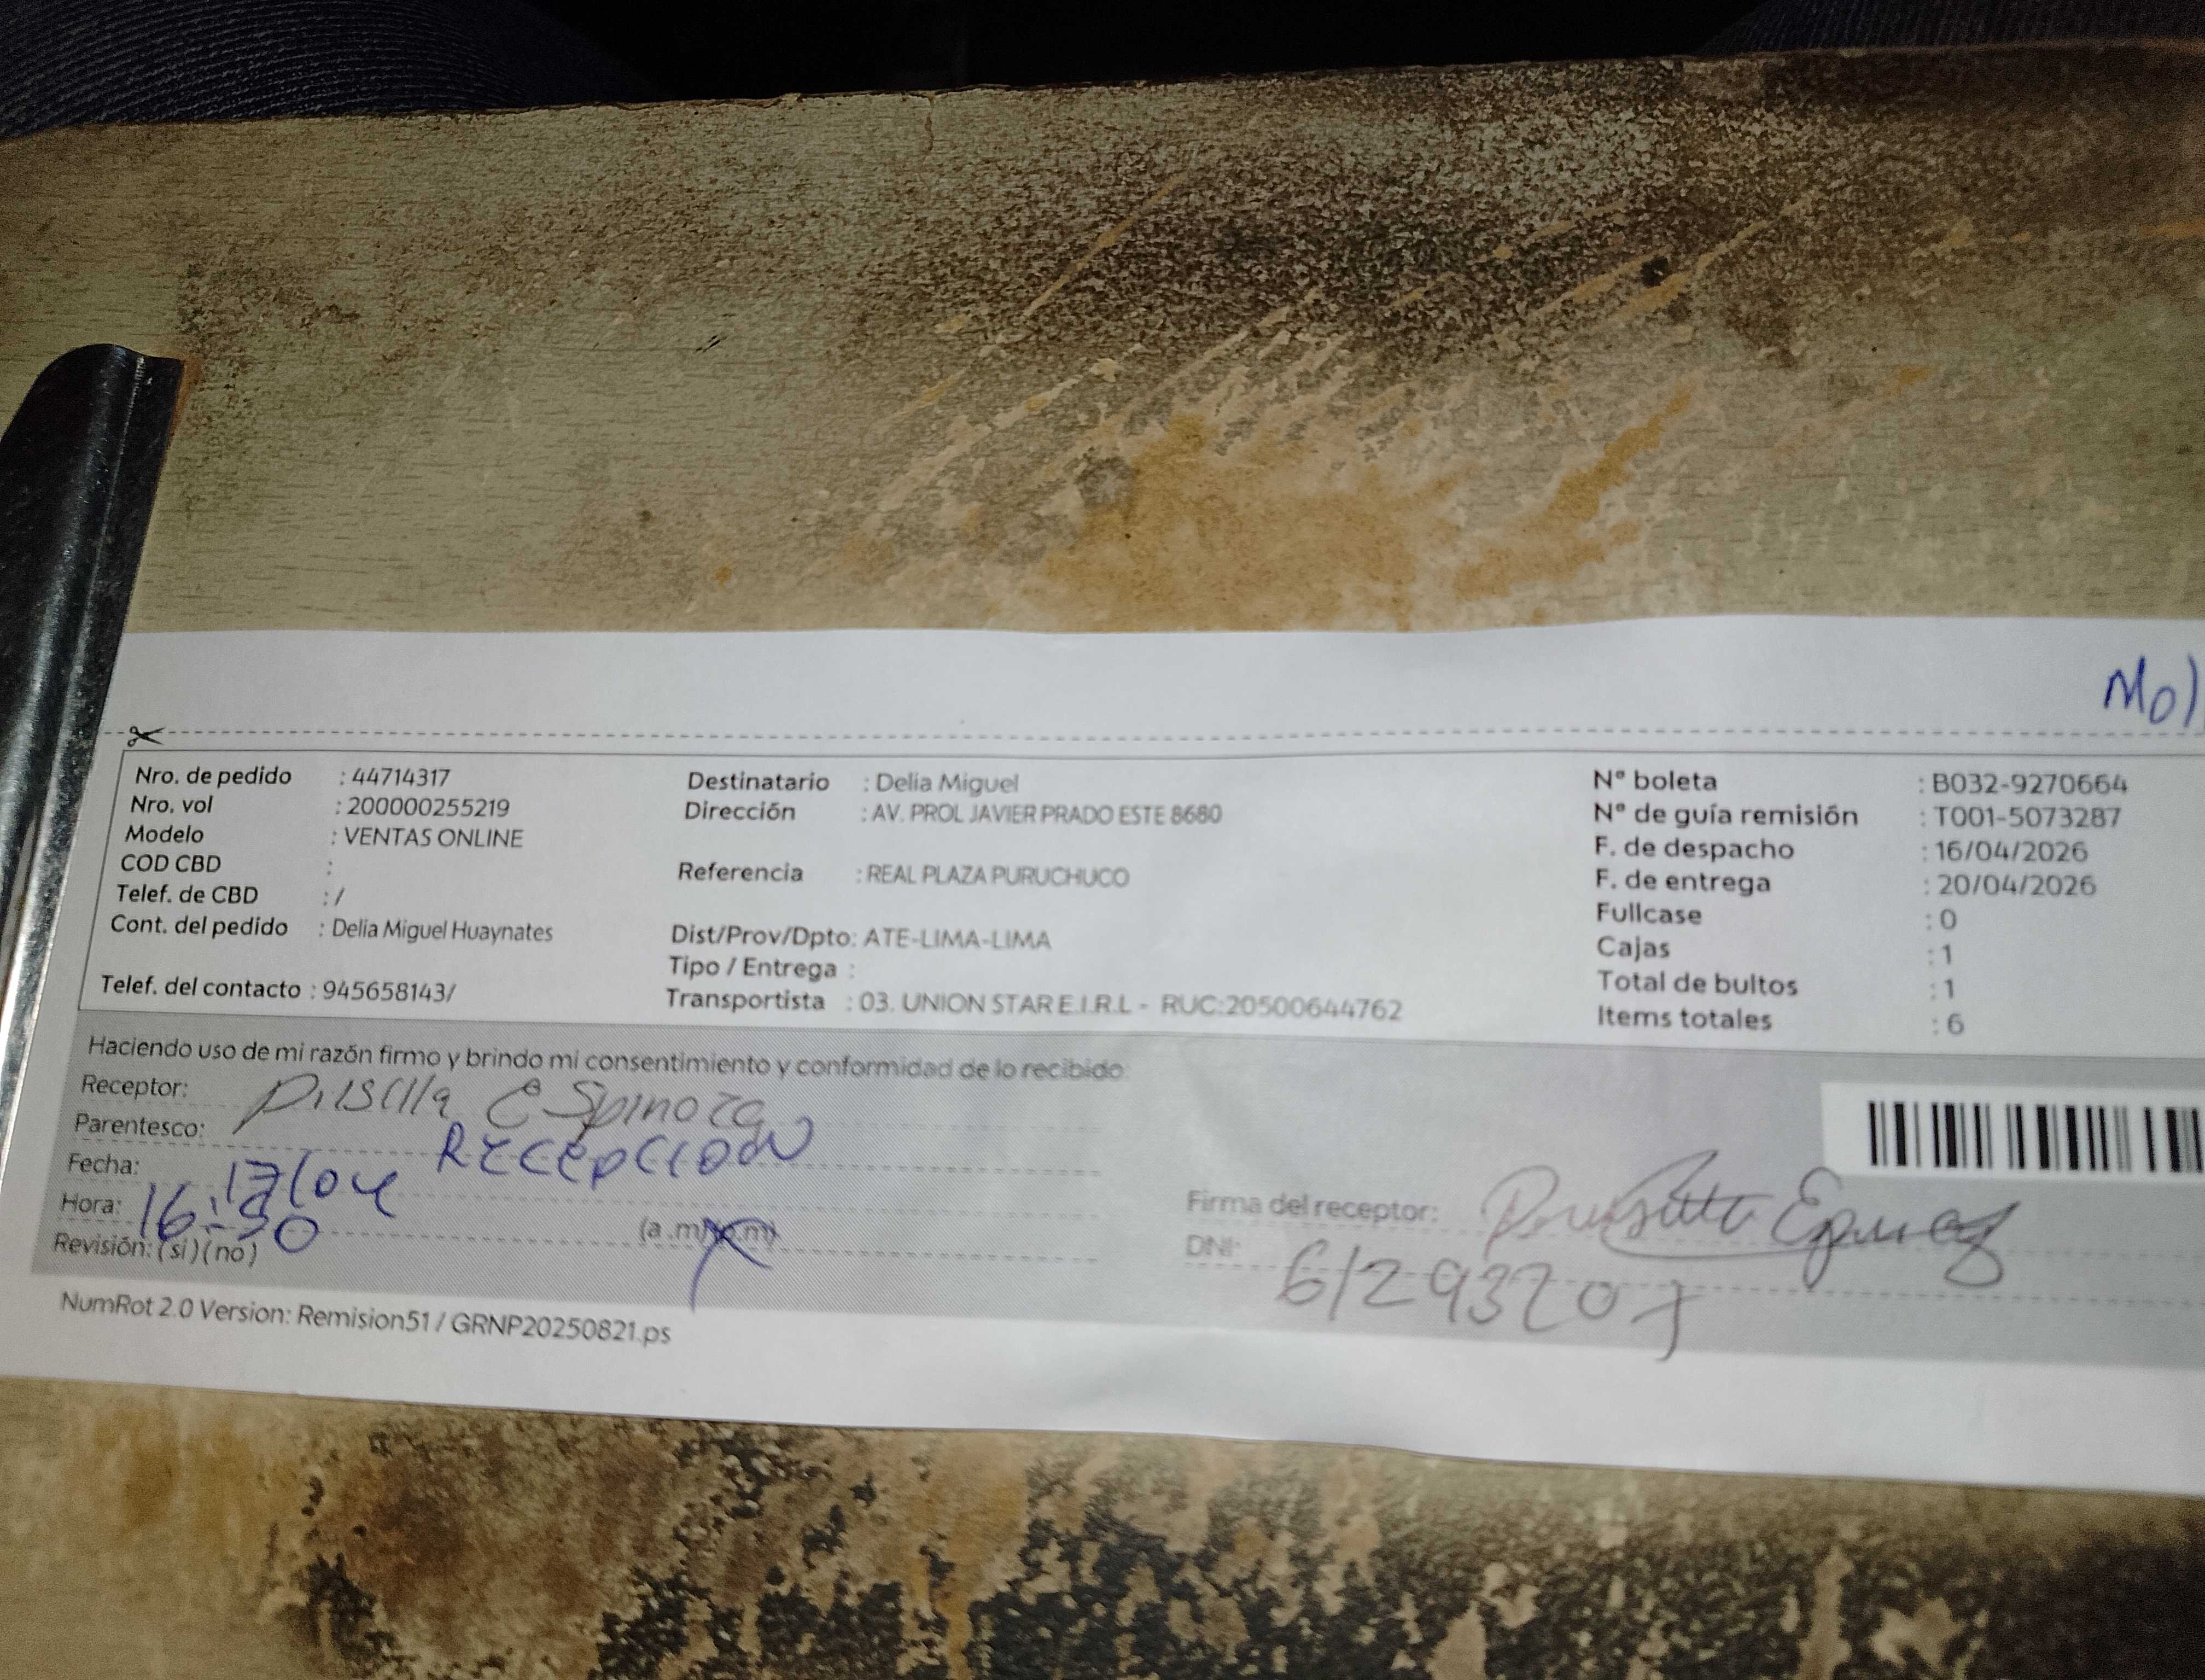 Nro. de pedido : 44714317
Nro. vol : 200000255219
Modelo : VENTAS ONLINE
COD CBD :
Telef. de CBD : /
Cont. del pedido : Delia Miguel Huaynates
Telef. del contacto : 945658143/
Destinatario : Delia Miguel
Dirección : AV. PROL JAVIER PRADO ESTE 8680
Referencia : REAL PLAZA PURUCHUCO
Dist/Prov/Dpto: ATE-LIMA-LIMA
Tipo / Entrega :
Transportista : 03. UNION STAR E.I.R.L - RUC:20500644762
N° boleta : B032-9270664
N° de guía remisión : T001-5073287
F. de despacho : 16/04/2026
F. de entrega : 20/04/2026
Fullcase : 0
Cajas : 1
Total de bultos : 1
Items totales : 6
Haciendo uso de mi razón firmo y brindo mi consentimiento y conformidad de lo recibido:
Receptor: Espinoza
Parentesco: RECEPCION
Fecha: 17/04
Hora: 16:50 (a.m/p.m)
Revisión: (si) (no)
Firma del receptor:
DNI: 61293207
NumRot 2.0 Version: Remision51 / GRNP20250821.ps